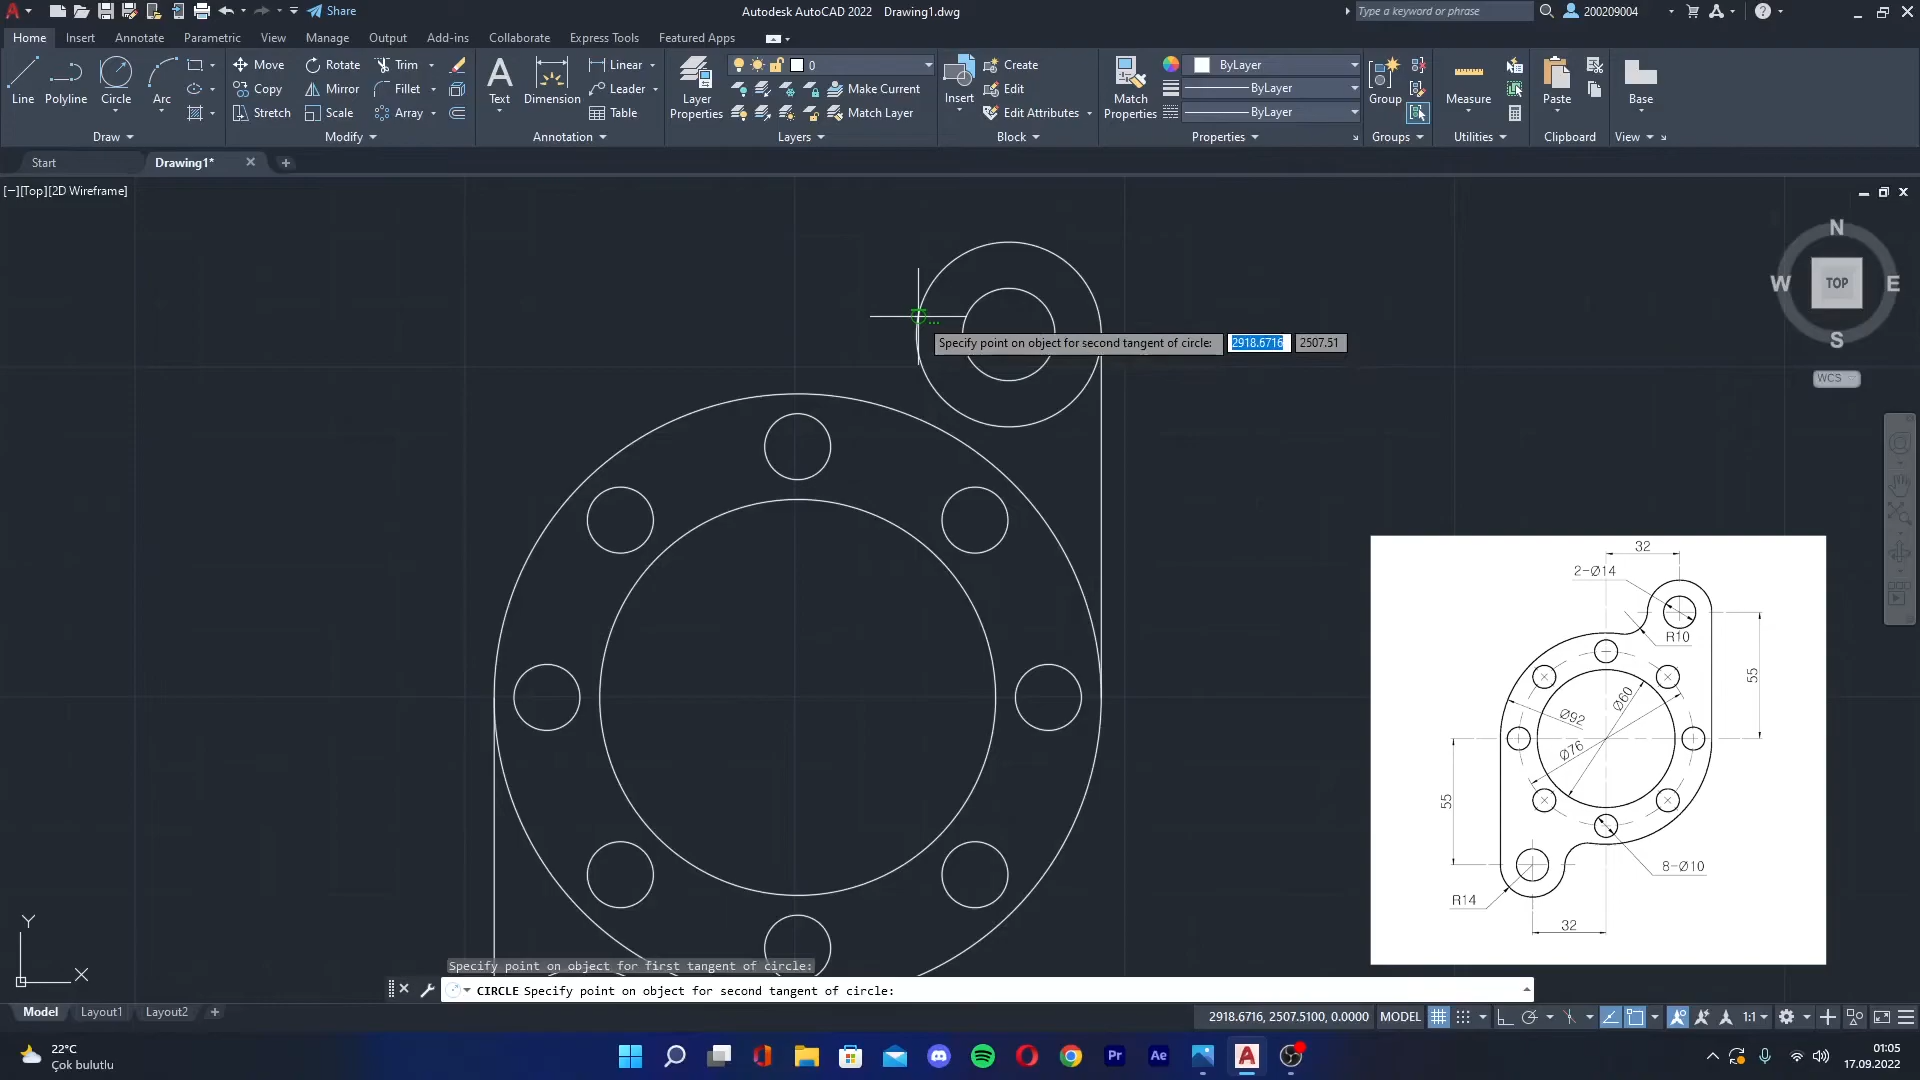 Share
Autodesk AutoCAD 2022 Drawing1.dwg
Type a keyword or phrase
200209004
Home Insert Annotate Parametric View Manage Output Add-ins Collaborate Express Tools Featured Apps
Line Polyline Circle Arc
Move Rotate Trim
Copy Mirror Fillet
Stretch Scale Array
Text Dimension
Linear
Leader
Table
Layer Properties
0
Make Current
Match Layer
Insert
Create
Edit
Edit Attributes
Match Properties
ByLayer
ByLayer
ByLayer
Group
Measure
Paste
Base
Draw Modify Annotation Layers Block Properties Groups Utilities Clipboard View
Start Drawing1*
[−][Top][2D Wireframe]
N
W TOP E
S
WCS
Specify point on object for second tangent of circle: 2918.6716 2507.51
32
2-Ø14
R10
55
Ø60
Ø92
Ø76
55
8-Ø10
R14
32
Y
X
Specify point on object for first tangent of circle:
CIRCLE Specify point on object for second tangent of circle:
Model Layout1 Layout2
2918.6716, 2507.5100, 0.0000 MODEL 1:1
22°C
Çok bulutlu
Pr Ae
01:05
17.09.2022